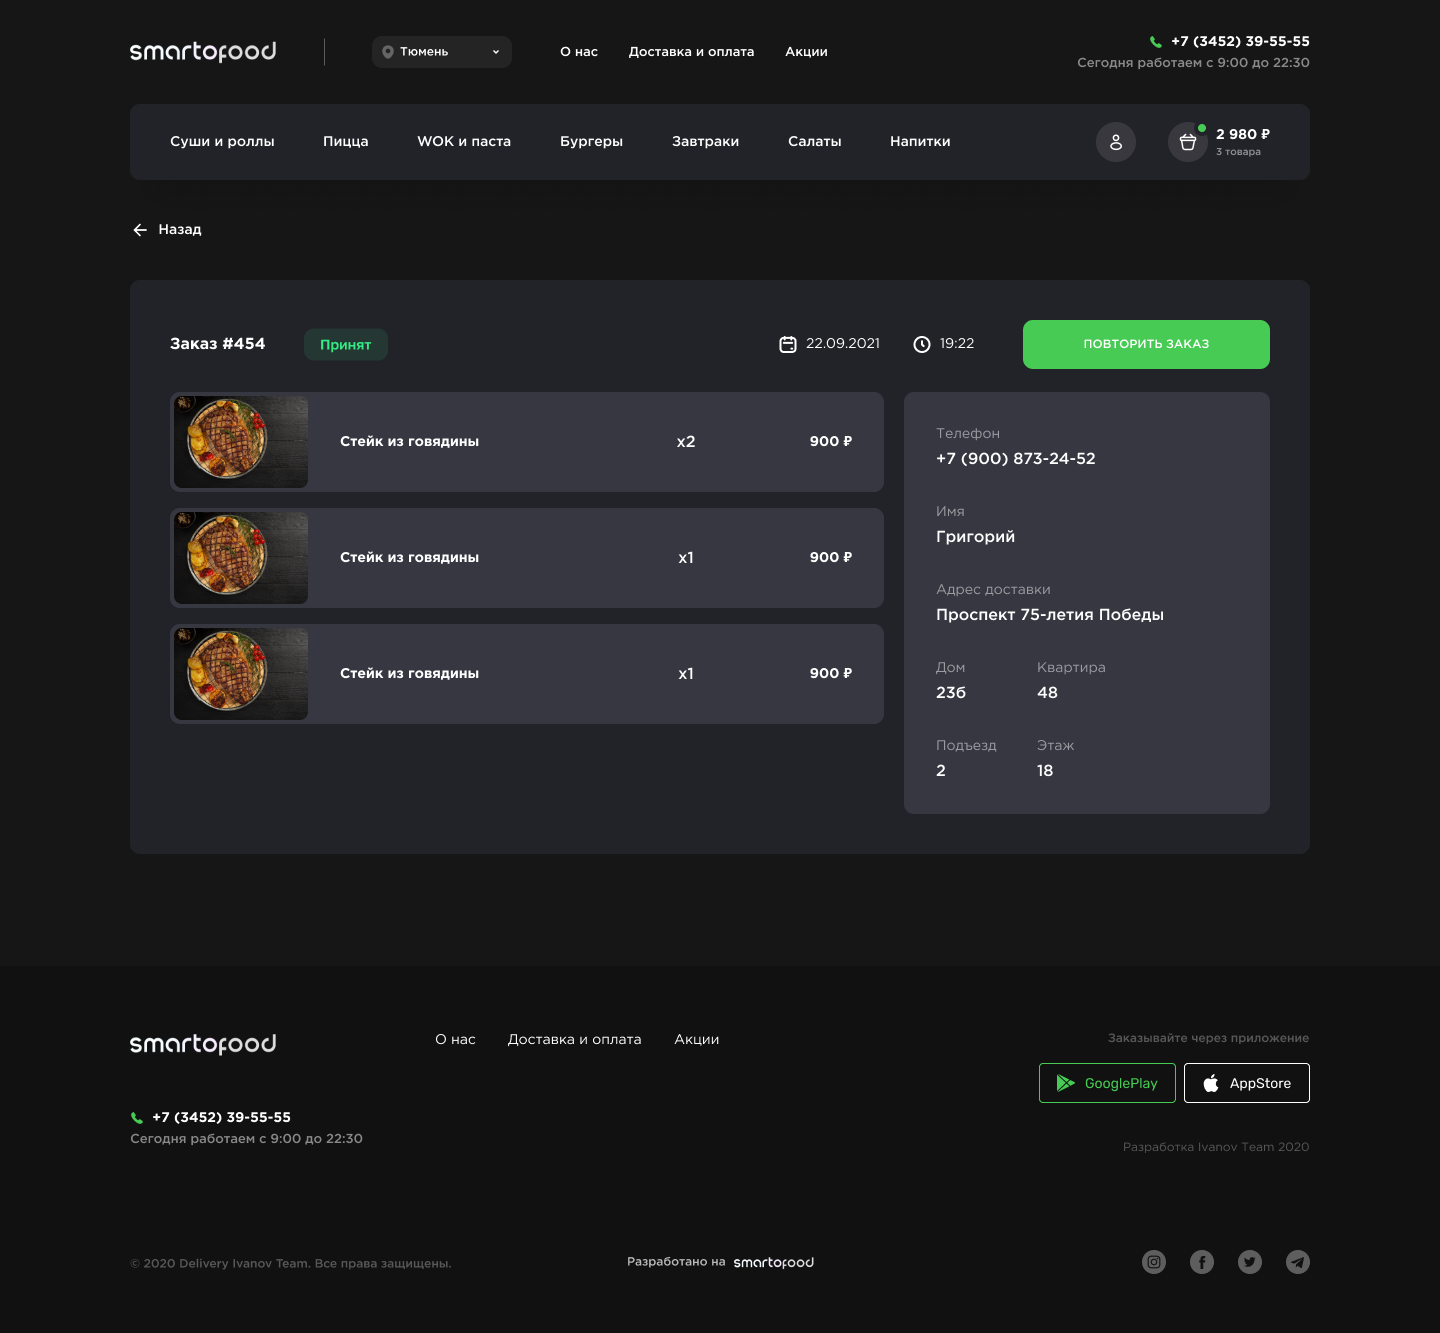 smartofood
Тюмень
О нас
Доставка и оплата
Акции
+7 (3452) 39-55-55
Сегодня работаем с 9:00 до 22:30
Суши и роллы
Пицца
WOK и паста
Бургеры
Завтраки
Салаты
Напитки
2 980 ₽
3 товара
Назад
Заказ #454
Принят
22.09.2021
19:22
ПОВТОРИТЬ ЗАКАЗ
Стейк из говядины
x2
900 ₽
Стейк из говядины
x1
900 ₽
Стейк из говядины
x1
900 ₽
Телефон
+7 (900) 873-24-52
Имя
Григорий
Адрес доставки
Проспект 75-летия Победы
Дом
23б
Квартира
48
Подъезд
2
Этаж
18
smartofood
О нас
Доставка и оплата
Акции
Заказывайте через приложение
GooglePlay
AppStore
+7 (3452) 39-55-55
Сегодня работаем с 9:00 до 22:30
Разработка Ivanov Team 2020
© 2020 Delivery Ivanov Team. Все права защищены.
Разработано на smartofood